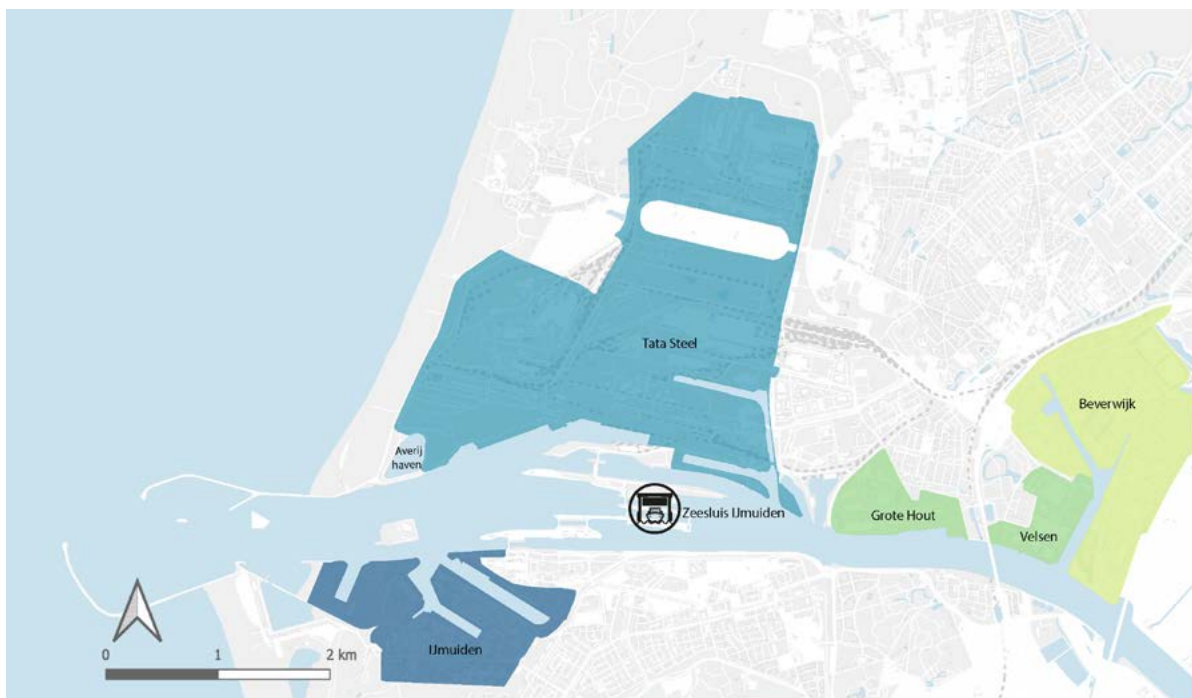 Tata Steel
Beverwijk
Averij
haven
Zeesluis IJmuiden
Grote Hout
Velsen
IJmuiden
0 1 2 km